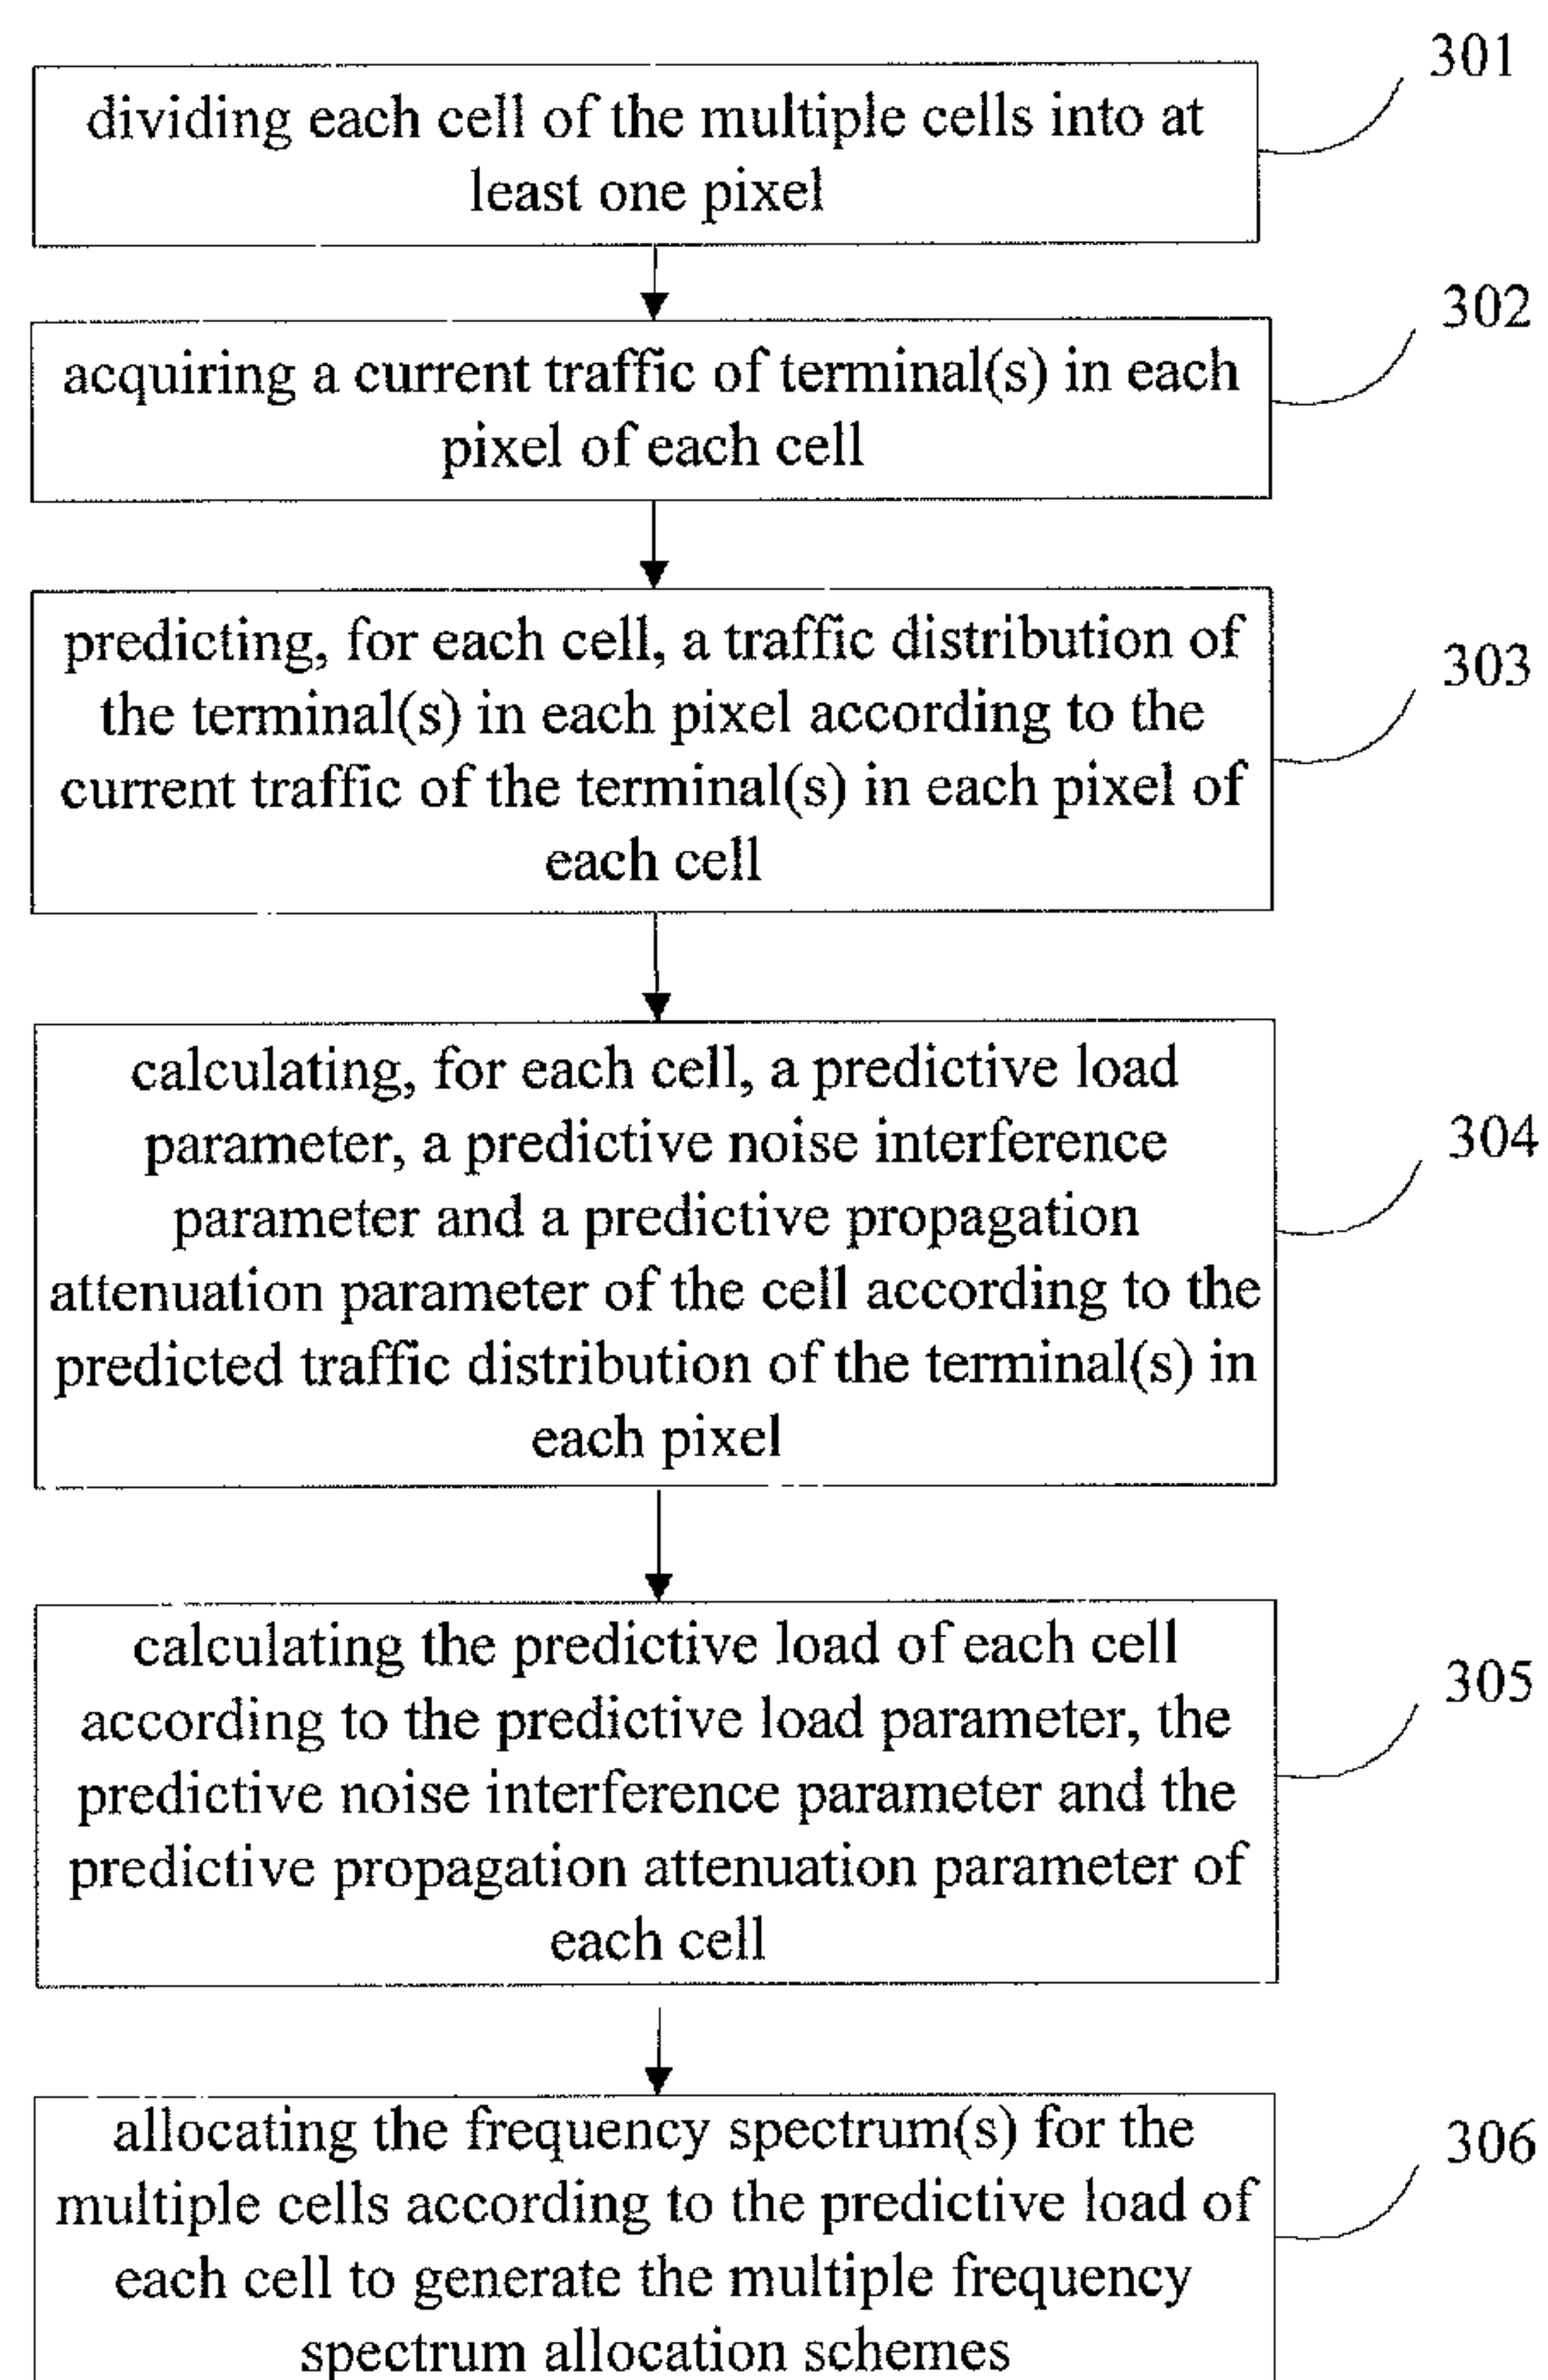 301
dividing each cell of the multiple cells into at
least one pixel
302
acquiring a current traffic of terminal(s) in each
pixel of each cell
303
predicting, for each cell, a traffic distribution of
the terminal(s) in each pixel according to the
current traffic of the terminal(s) in each pixel of
each cell
304
calculating, for each cell, a predictive load
parameter, a predictive noise interference
parameter and a predictive propagation
attenuation parameter of the cell according to the
predicted traffic distribution of the terminal(s) in
each pixel
305
calculating the predictive load of each cell
according to the predictive load parameter, the
predictive noise interference parameter and the
predictive propagation attenuation parameter of
each cell
306
allocating the frequency spectrum(s) for the
multiple cells according to the predictive load of
each cell to generate the multiple frequency
spectrum allocation schemes